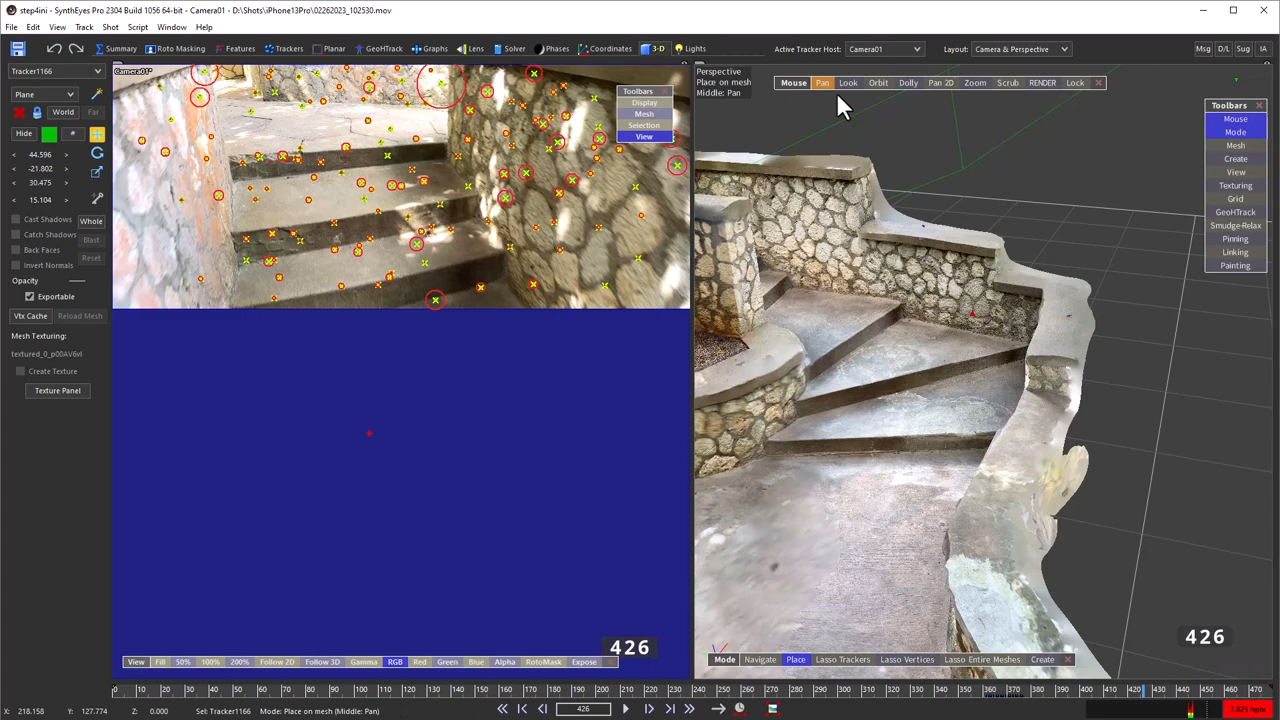 step4ini - SynthEyes Pro 2304 Build 1056 64-bit - Camera01 - D:\Shots\iPhone13Pro\02262023_102530.mov
File Edit View Track Shot Script Window Help
Summary Roto Masking Features Trackers Planar GeoHTrack Graphs Lens Solver Phases Coordinates 3-D Lights Active Tracker Host: Camera01 Layout: Camera & Perspective Msg D/L Sug IA
Tracker1166
Plane
World Far
Hide #
< 44.596 >
< -21.802 >
< 30.475 >
< 15.104 >
Cast Shadows Whole
Catch Shadows Blast
Back Faces Reset
Invert Normals
Opacity
Exportable
Vtx Cache Reload Mesh
Mesh Texturing:
textured_0_p00AV6vI
Create Texture
Texture Panel
Camera01*
Toolbars
Display
Mesh
Selection
View
426
View Fill 50% 100% 200% Follow 2D Follow 3D Gamma RGB Red Green Blue Alpha RotoMask Expose
Perspective
Place on mesh
Middle: Pan
Mouse Pan Look Orbit Dolly Pan 2D Zoom Scrub RENDER Lock
Toolbars
Mouse
Mode
Mesh
Create
View
Texturing
Grid
GeoHTrack
Smudge-Relax
Pinning
Linking
Painting
426
Mode Navigate Place Lasso Trackers Lasso Vertices Lasso Entire Meshes Create
0 10 20 30 40 50 60 70 80 90 100 110 120 130 140 150 160 170 180 190 200 210 220 230 240 250 260 270 280 290 300 310 320 330 340 350 360 370 380 390 400 410 420 430 440 450 460 470
X: 218.158 Y: 127.774 Z: 0.000 Sel: Tracker1166 Mode: Place on mesh (Middle: Pan) 426 7.025 hpix